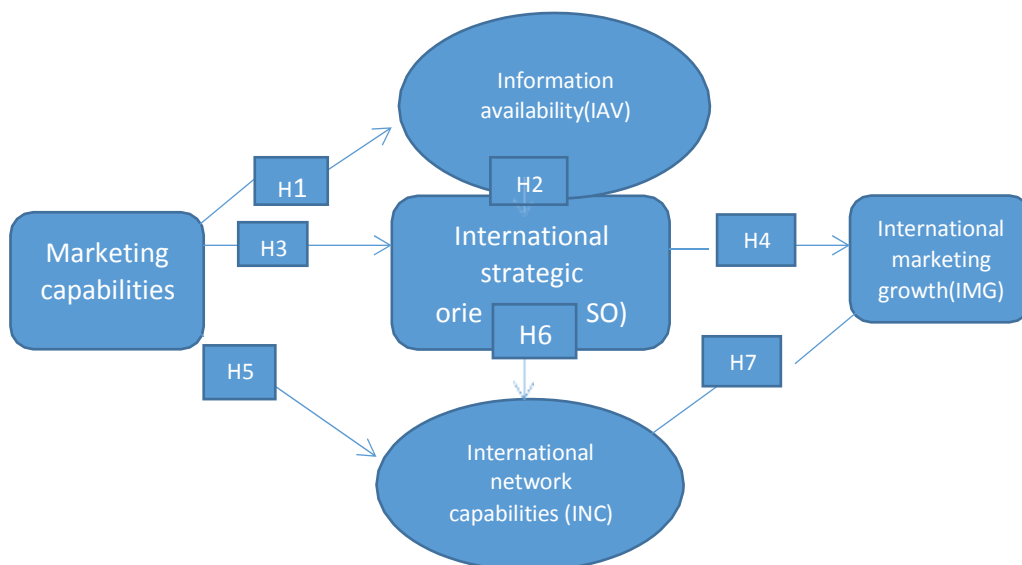 Information
availability(IAV)
H1
H2
Marketing
capabilities
H3
International
strategic
orie SO)
H4
International
marketing
growth(IMG)
H6
H5
H7
International
network
capabilities (INC)